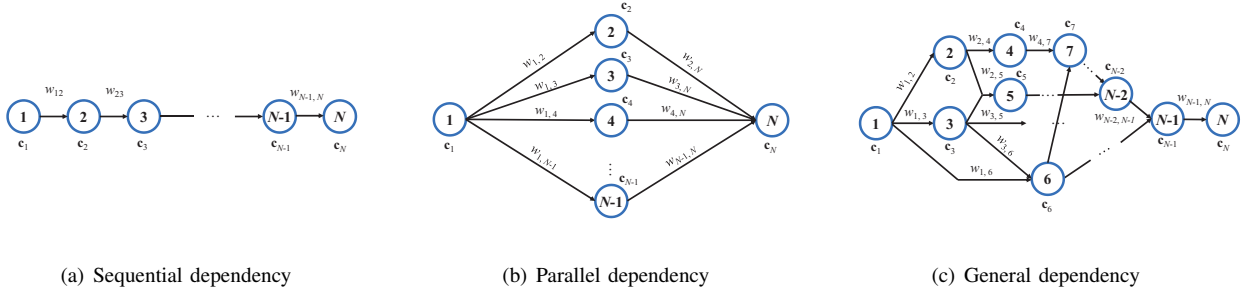 w12 w23 wN-1, N
1 2 3 ... N-1 N
c1 c2 c3 cN-1 cN
(a) Sequential dependency
c2
2
w1, 2 w2, N
c3
3
w1, 3 w3, N
c4
1 w1, 4 4 w4, N N
c1 cN
w1, N-1 wN-1, N
...
cN-1
N-1
(b) Parallel dependency
c4 c7
2 w2, 4 4 w4, 7 7
w1, 2 c2 w2, 5 c5 ... cN-2
5 ... N-2
1 w1, 3 3 w3, 5 ... wN-2, N-1 N-1 wN-1, N N
c1 c3 w3, 6 cN-1 cN
w1, 6 6 ...
c6
(c) General dependency